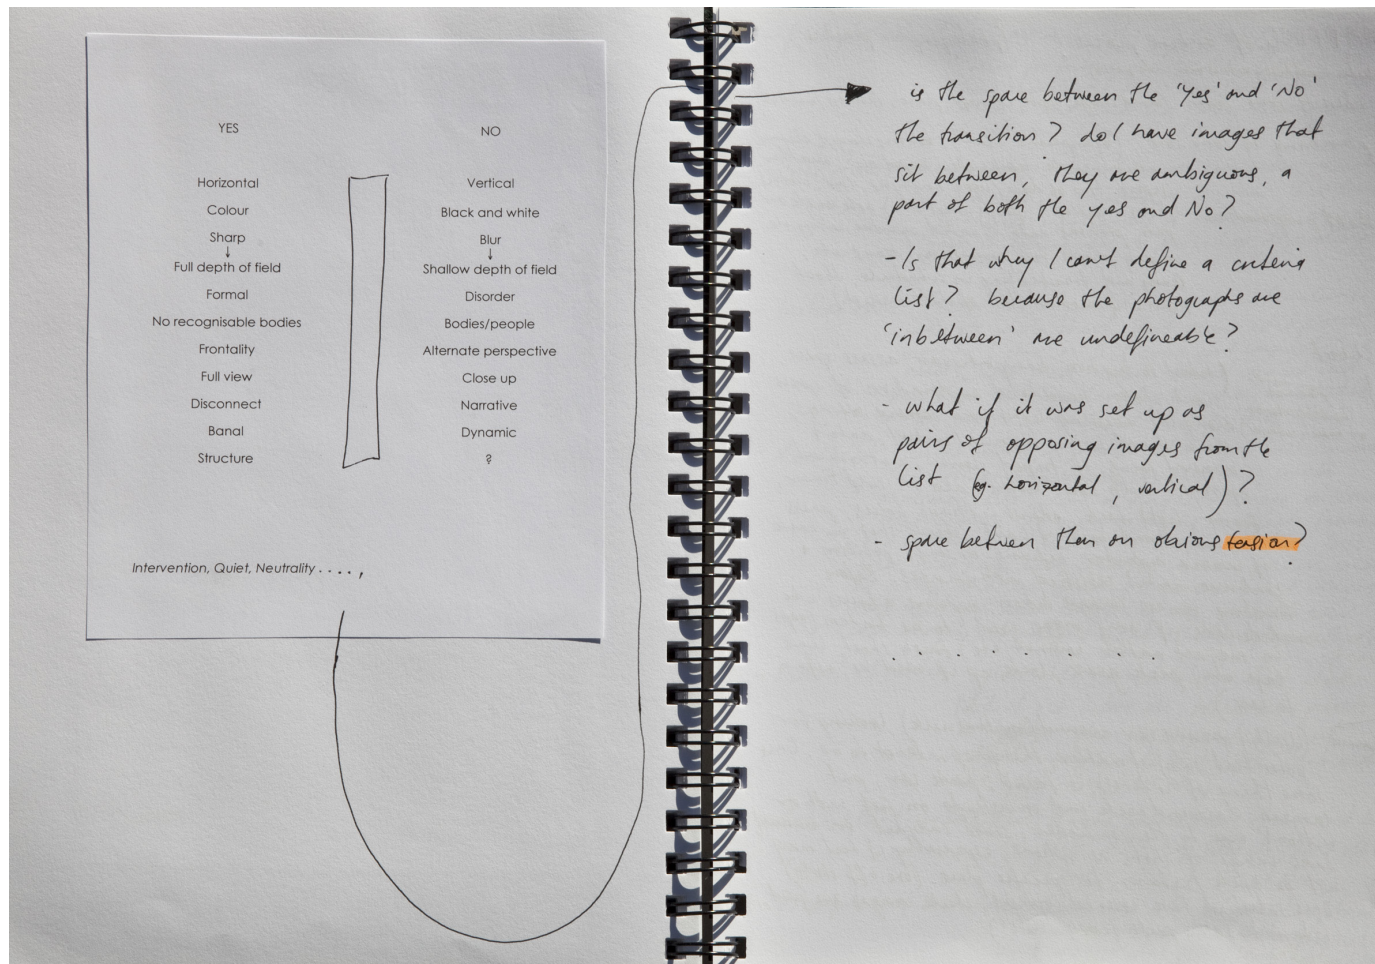 YES
Horizontal
Colour
Sharp
↓
Full depth of field
Formal
No recognisable bodies
Frontality
Full view
Disconnect
Banal
Structure
NO
Vertical
Black and white
Blur
↓
Shallow depth of field
Disorder
Bodies/people
Alternate perspective
Close up
Narrative
Dynamic
?
Intervention, Quiet, Neutrality . . . . ,
is the space between the 'yes' and 'No'
the transition? do I have images that
sit between, they are ambiguous, a
part of both the yes and No?
- Is that why I can't define a criteria
list? because the photographs are
'inbetween' are undefineable?
- what if it was set up as
pairs of opposing images from the
list (eg. horizontal, vertical)?
- space between then an obvious tension?
. . . . . . .